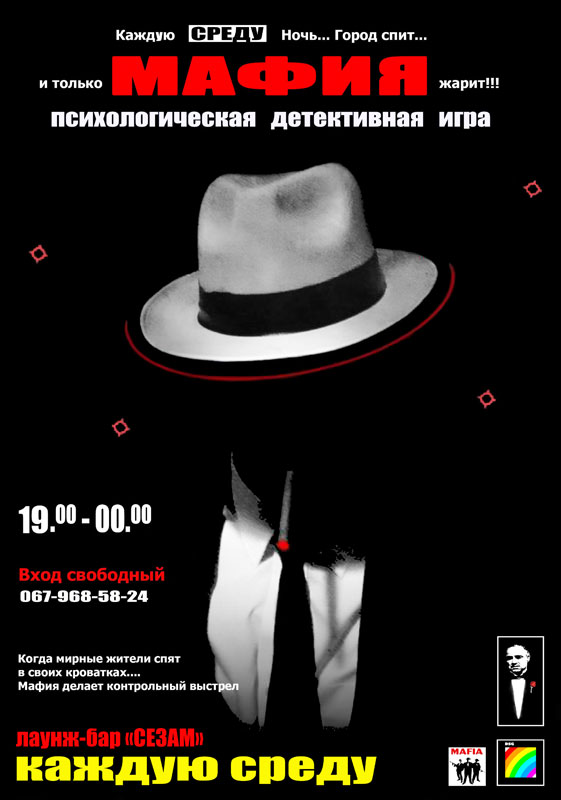 Каждую СРЕДУ Ночь... Город спит...
и только МАФИЯ жарит!!!
психологическая детективная игра
19.00 - 00.00
Вход свободный
067-968-58-24
Когда мирные жители спят
в своих кроватках....
Мафия делает контрольный выстрел
лаунж-бар «СЕЗАМ»
каждую среду
MAFIA
DSG